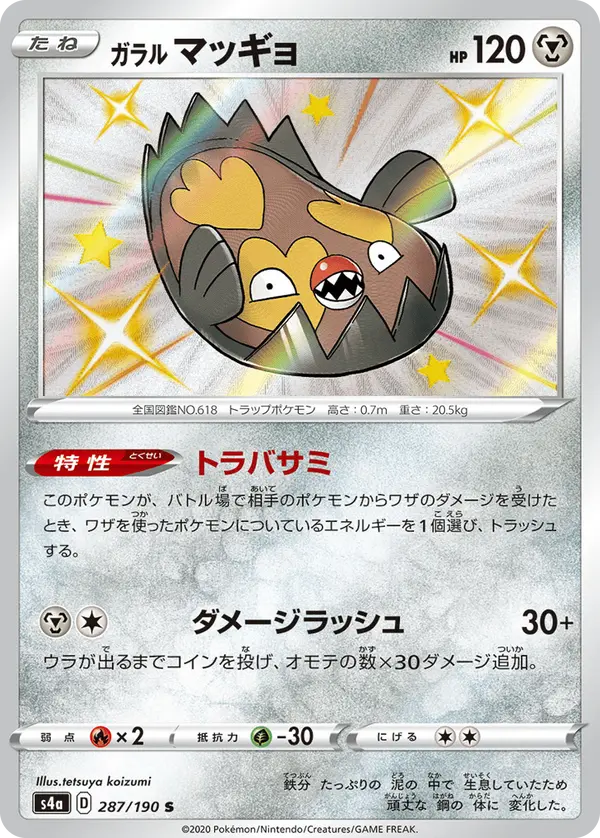 たね ガラル マッギョ HP 120
全国図鑑NO.618 トラップポケモン 高さ：0.7m 重さ：20.5kg
特性 とくせい トラバサミ
このポケモンが、バトル場で相手のポケモンからワザのダメージを受けた
とき、ワザを使ったポケモンについているエネルギーを1個選び、トラッシュ
する。
ダメージラッシュ 30+
ウラが出るまでコインを投げ、オモテの数×30ダメージ追加。
弱点 ×2 抵抗力 -30 にげる
Illus.tetsuya koizumi
鉄分 たっぷりの 泥の 中で 生息していたため
頑丈な 鋼の 体に 変化した。
s4a D 287/190 S
©2020 Pokémon/Nintendo/Creatures/GAME FREAK.